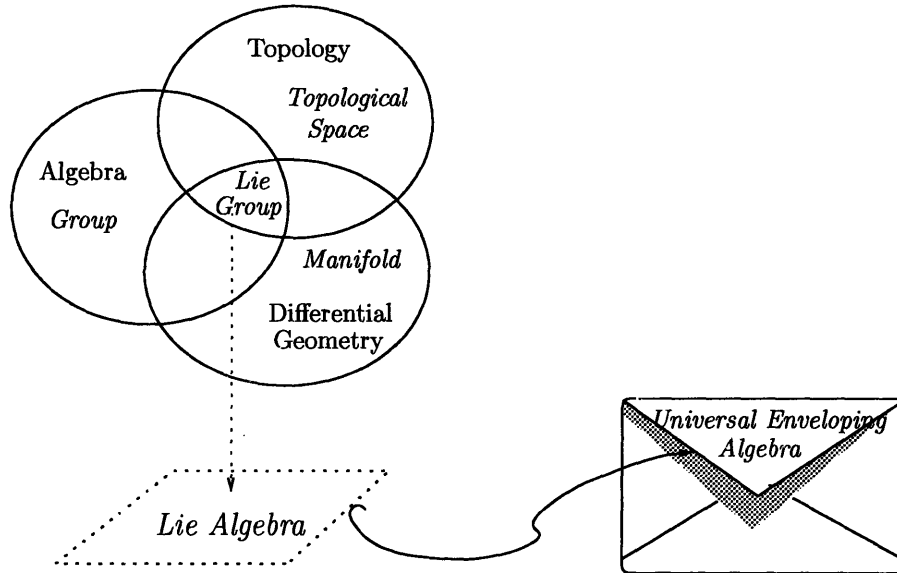 Topology
Topological
Space
Algebra
Group
Lie
Group
Manifold
Differential
Geometry
Universal Enveloping
Algebra
Lie Algebra